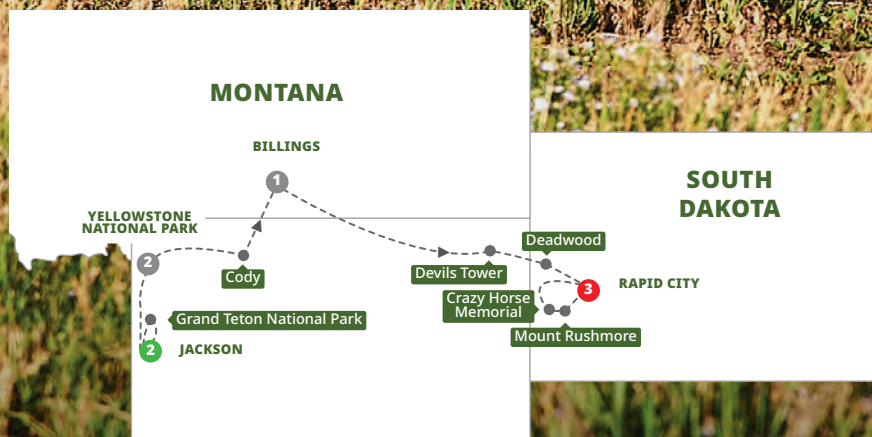 MONTANA
BILLINGS
1
SOUTH
DAKOTA
YELLOWSTONE
NATIONAL PARK
2
Cody
Deadwood
Devils Tower
3
RAPID CITY
Crazy Horse
Memorial
Mount Rushmore
Grand Teton National Park
2
JACKSON